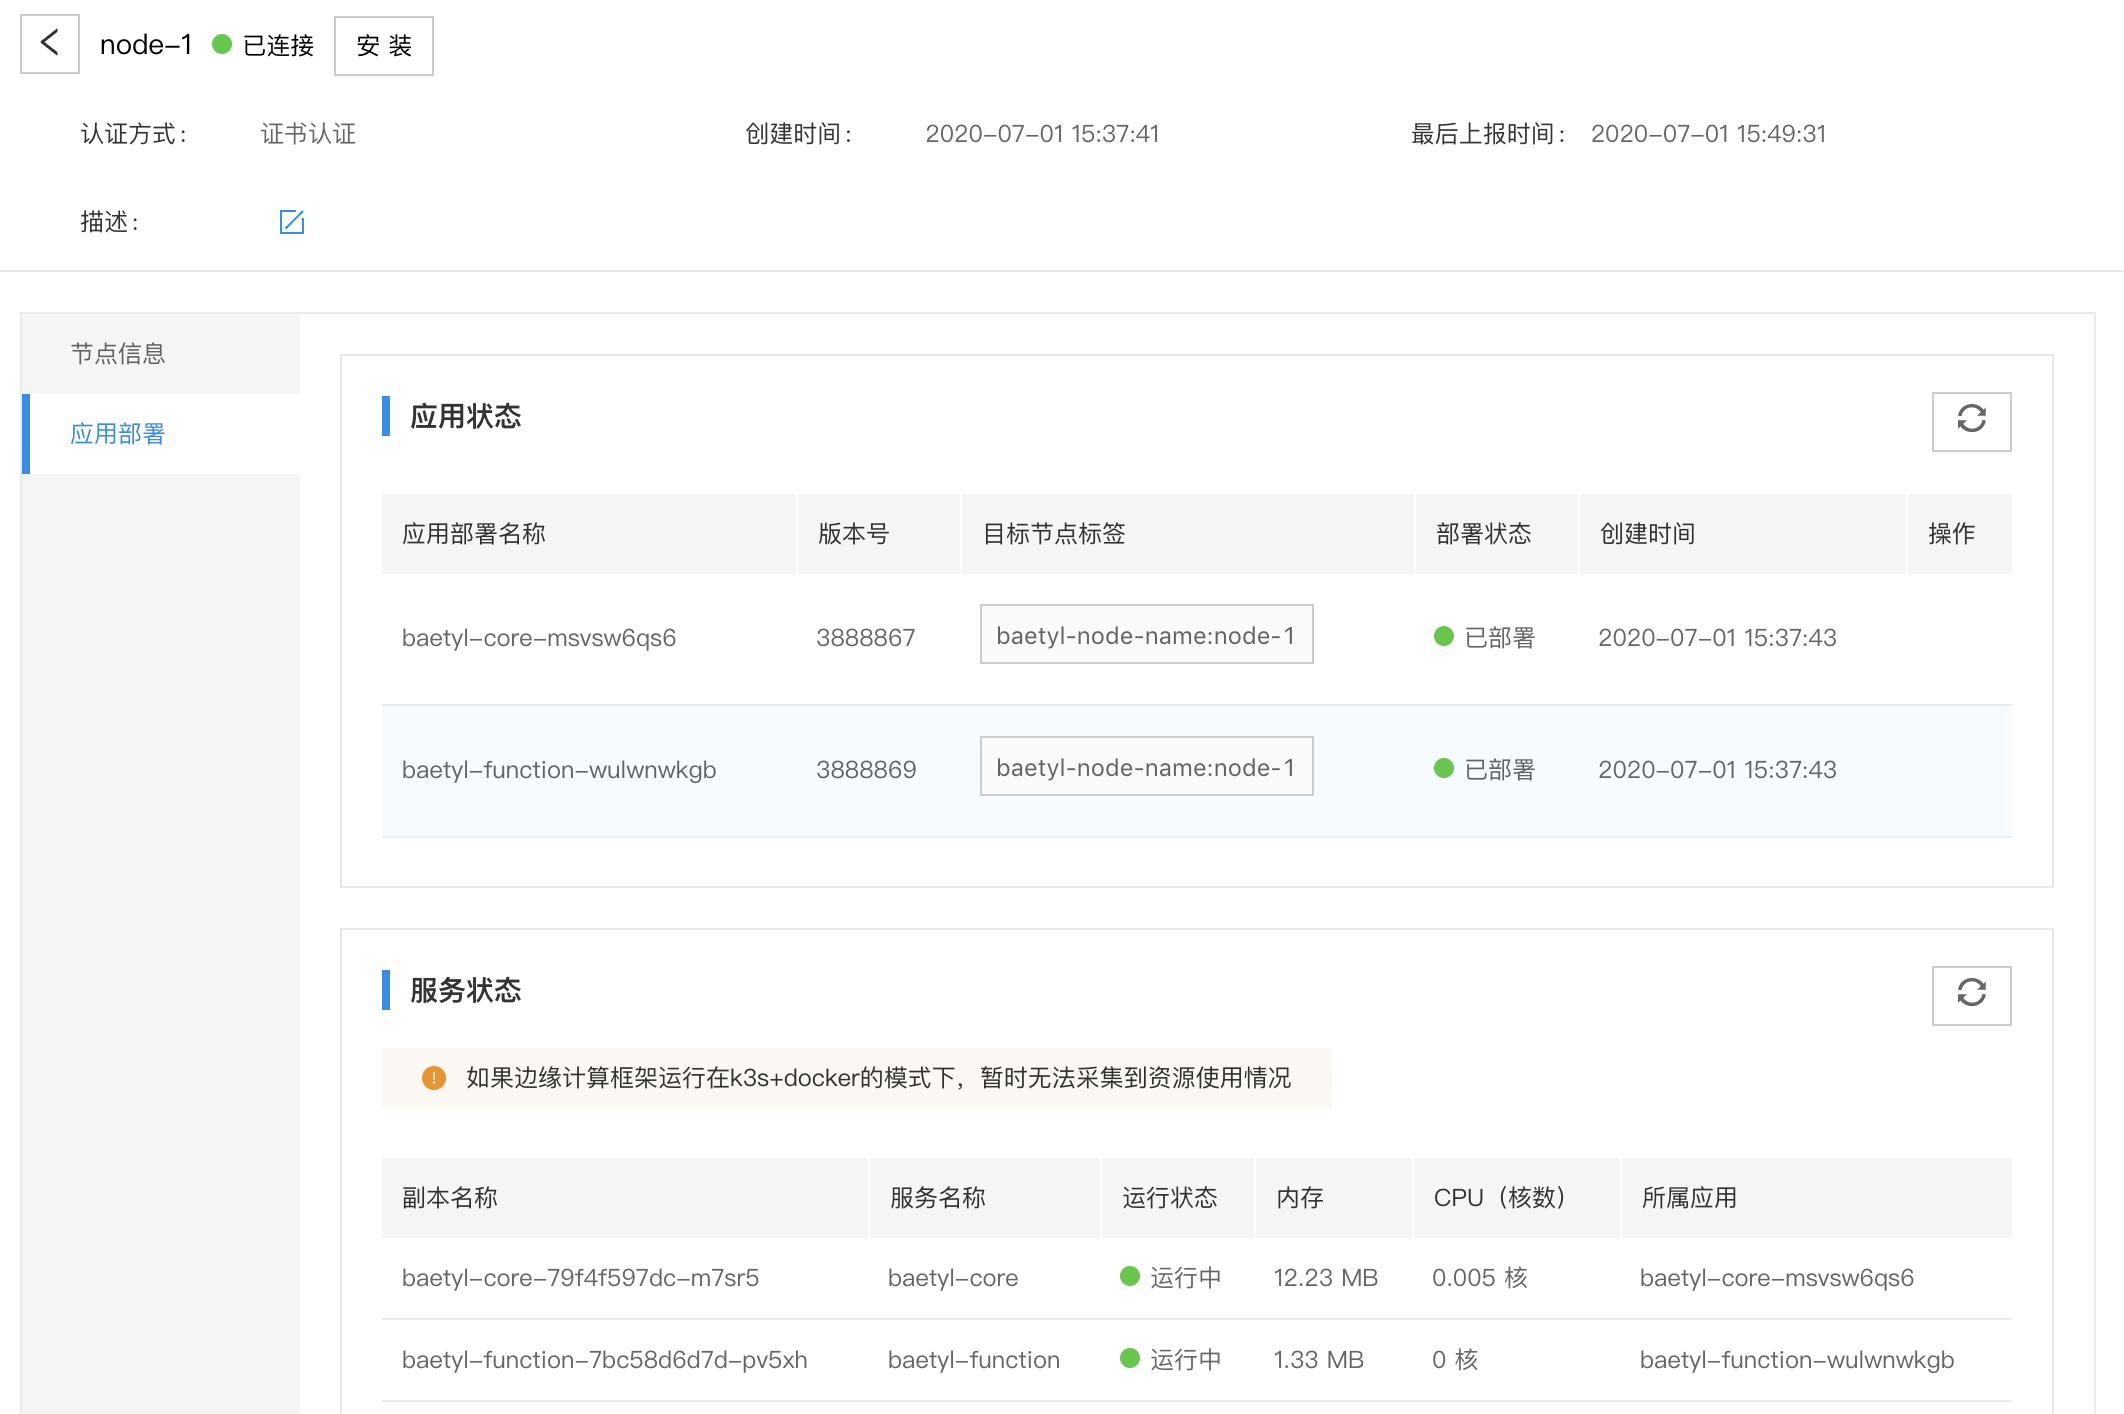 node-1 已连接 安 装
认证方式: 证书认证 创建时间: 2020-07-01 15:37:41 最后上报时间: 2020-07-01 15:49:31
描述:
节点信息
应用部署
应用状态
应用部署名称 版本号 目标节点标签 部署状态 创建时间 操作
baetyl-core-msvsw6qs6 3888867 baetyl-node-name:node-1 已部署 2020-07-01 15:37:43
baetyl-function-wulwnwkgb 3888869 baetyl-node-name:node-1 已部署 2020-07-01 15:37:43
服务状态
如果边缘计算框架运行在k3s+docker的模式下，暂时无法采集到资源使用情况
副本名称 服务名称 运行状态 内存 CPU（核数） 所属应用
baetyl-core-79f4f597dc-m7sr5 baetyl-core 运行中 12.23 MB 0.005 核 baetyl-core-msvsw6qs6
baetyl-function-7bc58d6d7d-pv5xh baetyl-function 运行中 1.33 MB 0 核 baetyl-function-wulwnwkgb